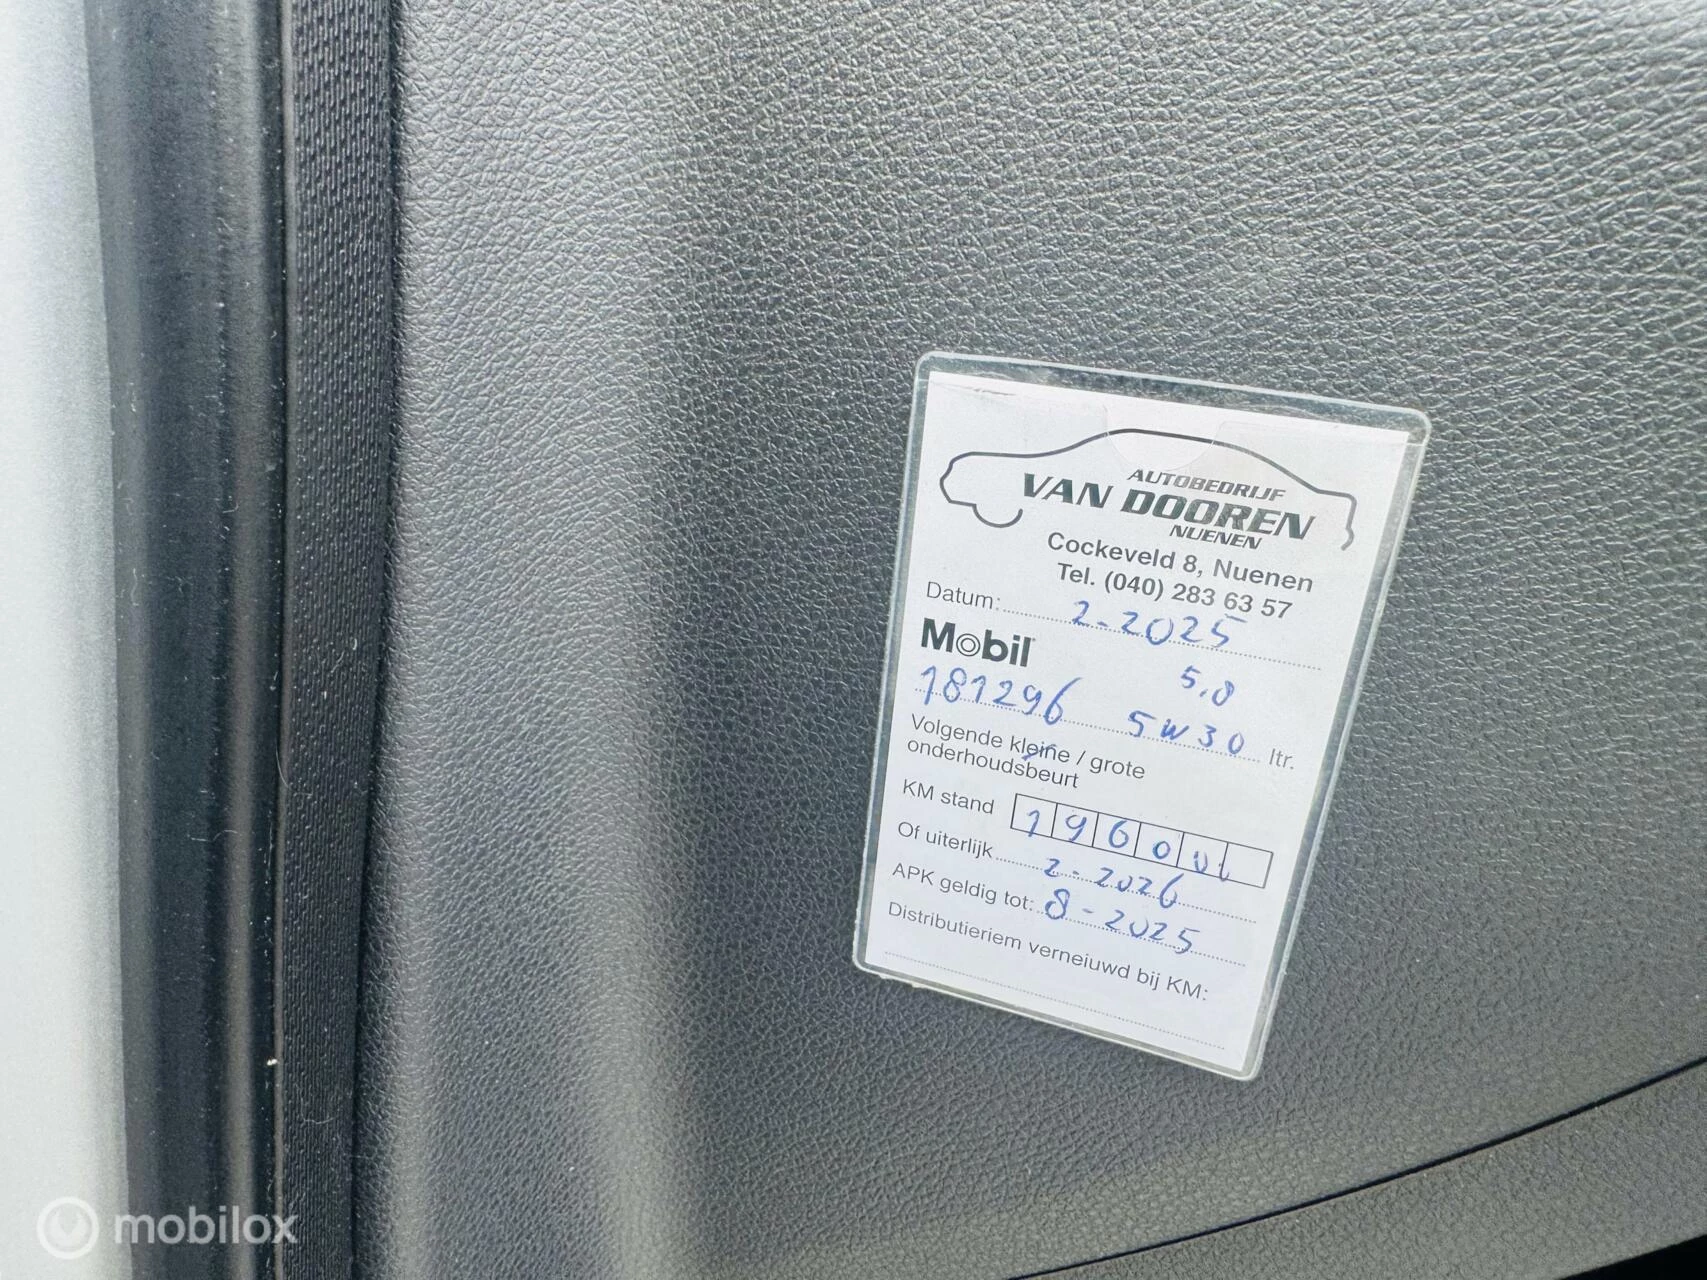 AUTOBEDRIJF
VAN DOOREN
NUENEN
Cockeveld 8, Nuenen
Tel. (040) 283 63 57
Datum: 2-2025
Mobil
5.8
181296 5W30 ltr.
Volgende kleine / grote
onderhoudsbeurt
KM stand 19600
Of uiterlijk 2-2026
APK geldig tot: 8-2025
Distributieriem verneiuwd bij KM:
mobilox